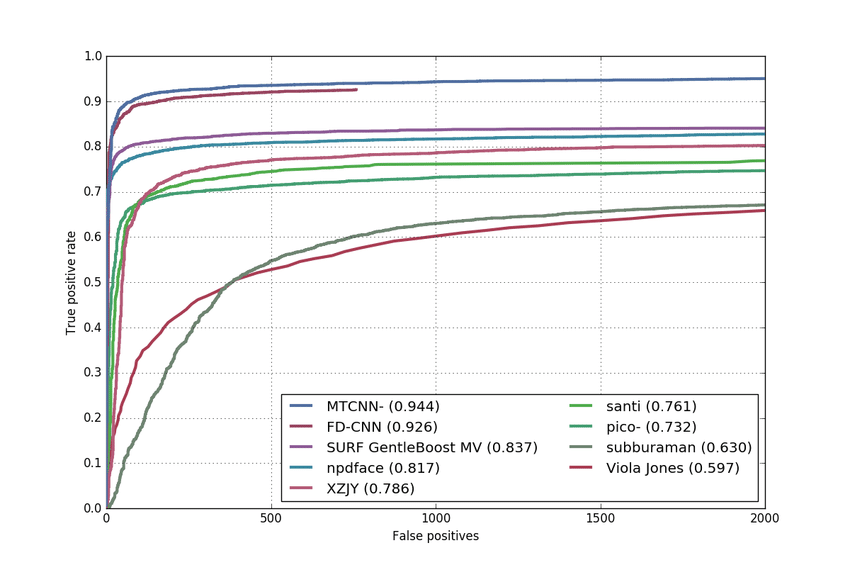 1.0
0.9
0.8
0.7
0.6
0.5
0.4
0.3
0.2
0.1
0.0
True positive rate
0
500
1000
1500
2000
False positives
MTCNN- (0.944)
FD-CNN (0.926)
SURF GentleBoost MV (0.837)
npdface (0.817)
XZJY (0.786)
santi (0.761)
pico- (0.732)
subburaman (0.630)
Viola Jones (0.597)